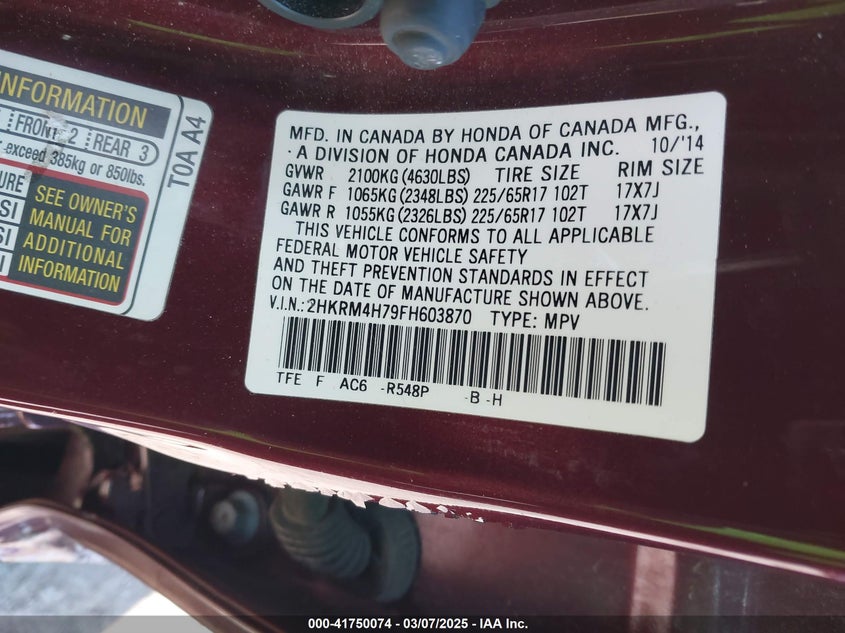 INFORMATION
FRONT 2 REAR 3
exceed 385kg or 850lbs.
SEE OWNER'S
MANUAL FOR
ADDITIONAL
INFORMATION
T0A A4
MFD. IN CANADA BY HONDA OF CANADA MFG.,
A DIVISION OF HONDA CANADA INC. 10/'14
GVWR 2100KG (4630LBS) TIRE SIZE RIM SIZE
GAWR F 1065KG (2348LBS) 225/65R17 102T 17X7J
GAWR R 1055KG (2326LBS) 225/65R17 102T 17X7J
THIS VEHICLE CONFORMS TO ALL APPLICABLE
FEDERAL MOTOR VEHICLE SAFETY
AND THEFT PREVENTION STANDARDS IN EFFECT
ON THE DATE OF MANUFACTURE SHOWN ABOVE.
V.I.N.: 2HKRM4H79FH603870 TYPE: MPV
TFE F AC6 -R548P -B -H
000-41750074 — 03/07/2025 — IAA Inc.